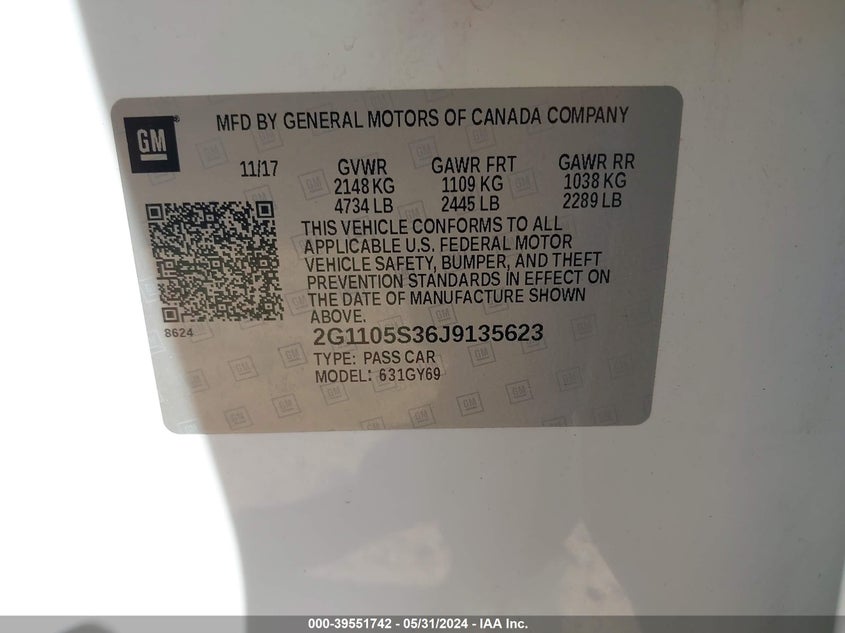 GM
MFD BY GENERAL MOTORS OF CANADA COMPANY
11/17 GVWR GAWR FRT GAWR RR
2148 KG 1109 KG 1038 KG
4734 LB 2445 LB 2289 LB
THIS VEHICLE CONFORMS TO ALL
APPLICABLE U.S. FEDERAL MOTOR
VEHICLE SAFETY, BUMPER, AND THEFT
PREVENTION STANDARDS IN EFFECT ON
THE DATE OF MANUFACTURE SHOWN
ABOVE.
8624
2G1105S36J9135623
TYPE: PASS CAR
MODEL: 631GY69
000-39551742 / 05/31/2024 - IAA Inc.